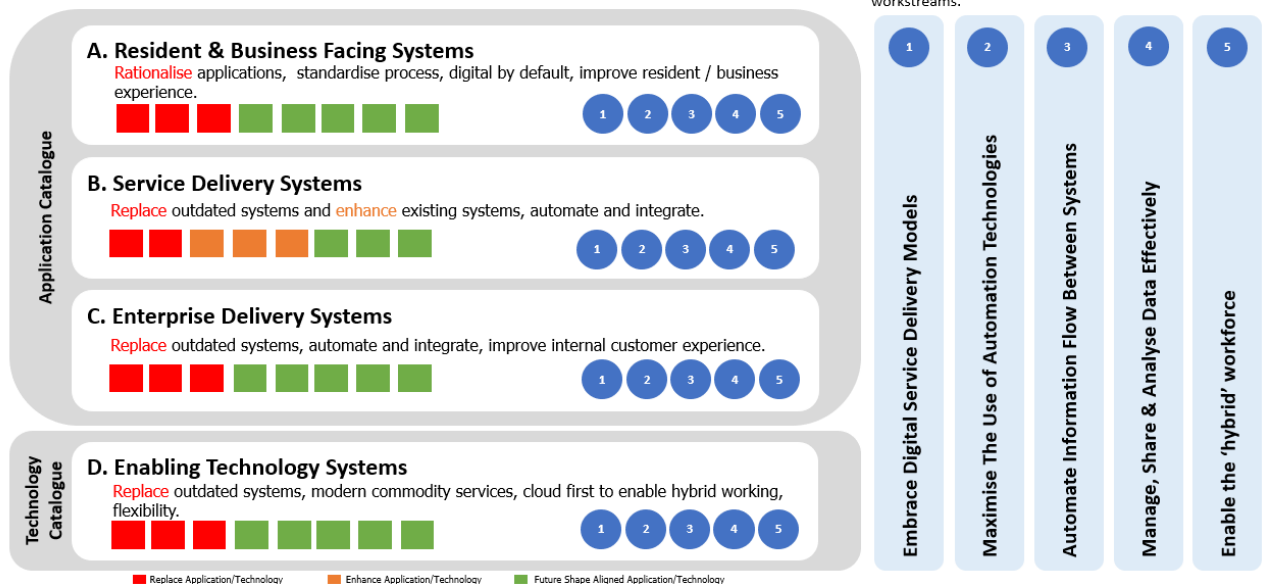 workstreams.
Application Catalogue
A. Resident & Business Facing Systems
Rationalise applications, standardise process, digital by default, improve resident / business
experience.
1 2 3 4 5
B. Service Delivery Systems
Replace outdated systems and enhance existing systems, automate and integrate.
1 2 3 4 5
C. Enterprise Delivery Systems
Replace outdated systems, automate and integrate, improve internal customer experience.
1 2 3 4 5
Technology
Catalogue
D. Enabling Technology Systems
Replace outdated systems, modern commodity services, cloud first to enable hybrid working,
flexibility.
1 2 3 4 5
Replace Application/Technology
Enhance Application/Technology
Future Shape Aligned Application/Technology
1
Embrace Digital Service Delivery Models
2
Maximise The Use of Automation Technologies
3
Automate Information Flow Between Systems
4
Manage, Share & Analyse Data Effectively
5
Enable the ‘hybrid’ workforce